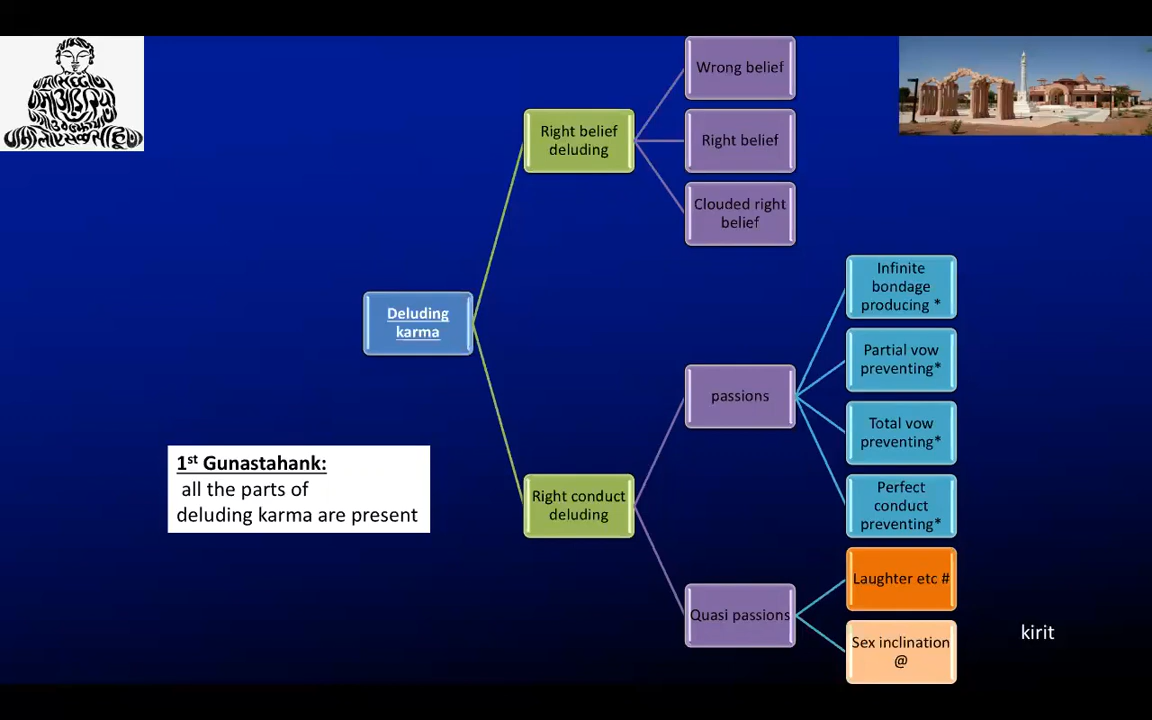 Wrong belief
Right belief
deluding
Right belief
Clouded right
belief
Infinite
bondage
producing *
Deluding
karma
Partial vow
preventing*
passions
Total vow
preventing*
1st Gunastahank:
all the parts of
deluding karma are present
Right conduct
deluding
Perfect
conduct
preventing*
Laughter etc #
Quasi passions
Sex inclination
@
kirit